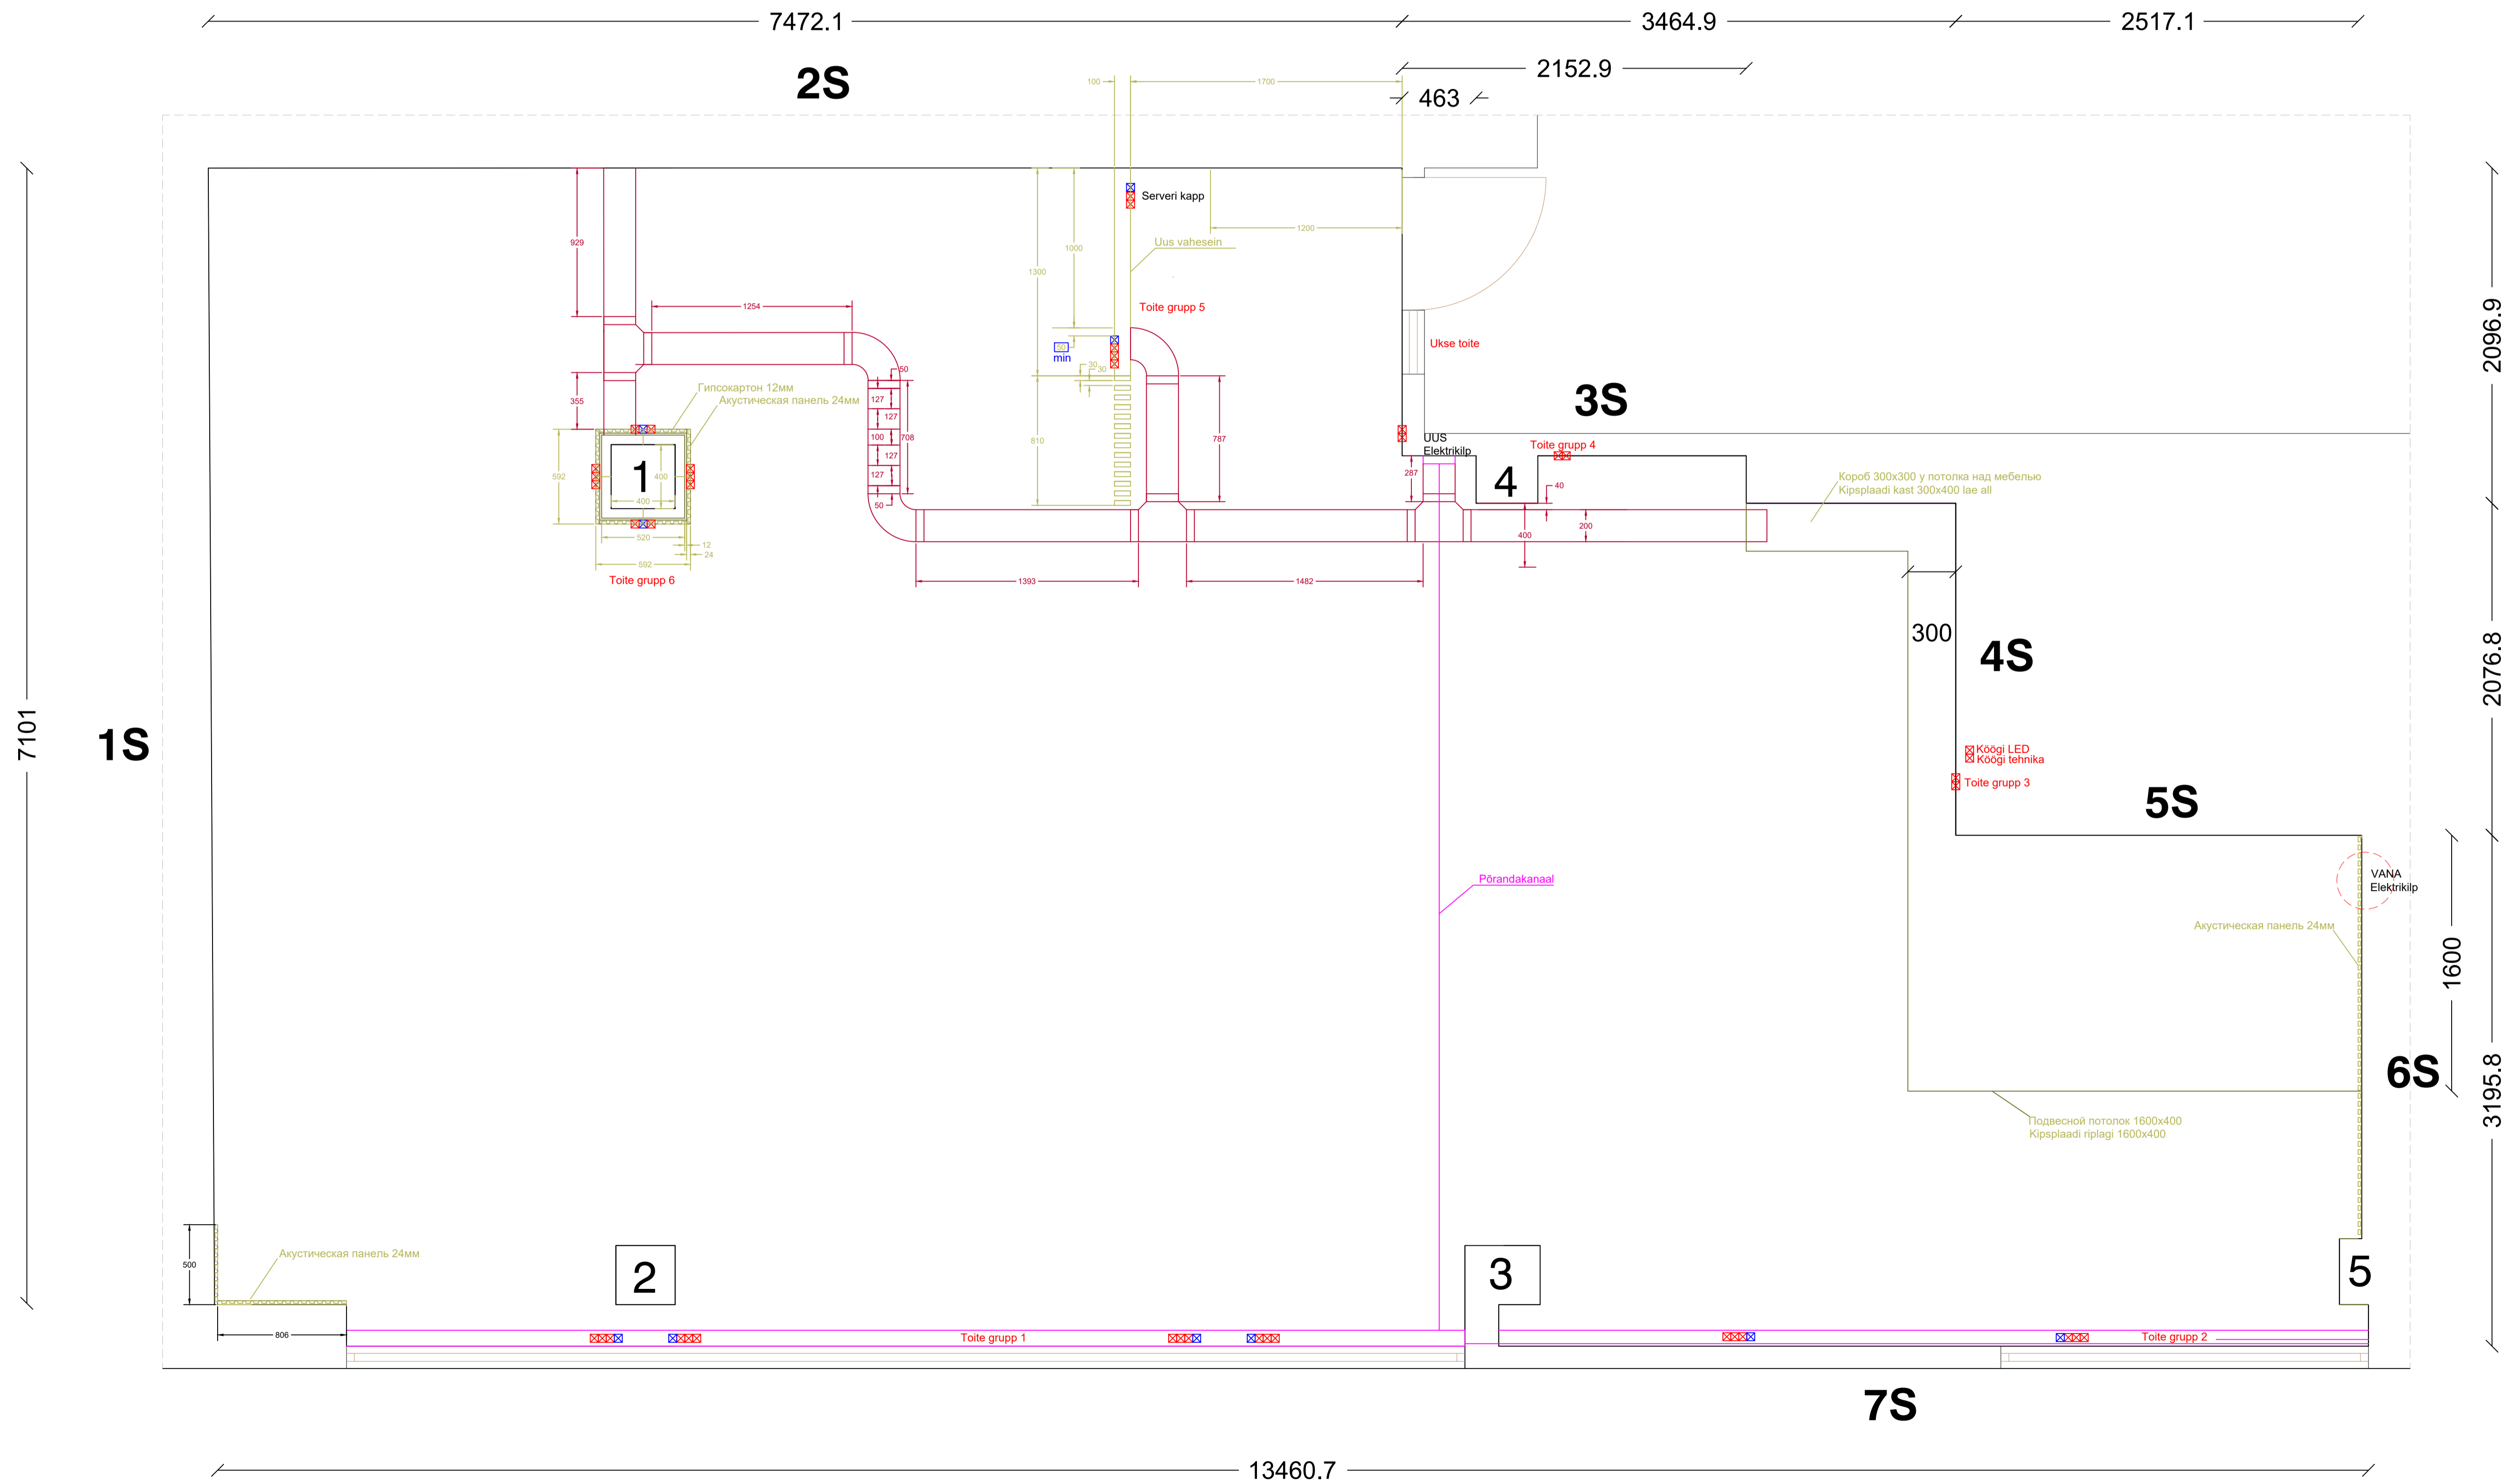 7472.1
3464.9
2517.1
2152.9
2S
463
100
1700
Serveri kapp
929
1000
1200
Uus vahesein
1300
1254
Toite grupp 5
2096.9
50
min
Ukse toite
30
30
50
Гипсокартон 12мм
Акустическая панель 24мм
355
127
127
3S
100
708
810
787
UUS
Elektrikilp
Toite grupp 4
127
127
287
592
1
400
400
4
40
Короб 300x300 у потолка над мебелью
Kipsplaadi kast 300x400 lae all
50
200
400
520
12
24
592
Toite grupp 6
1393
1482
300
4S
2076.8
7101
1S
Köögi LED
Köögi tehnika
Toite grupp 3
5S
Põrandakanaal
VANA
Elektrikilp
Акустическая панель 24мм
1600
6S
3195.8
Подвесной потолок 1600x400
Kipsplaadi riplagi 1600x400
Акустическая панель 24мм
500
2
3
5
806
Toite grupp 1
Toite grupp 2
7S
13460.7